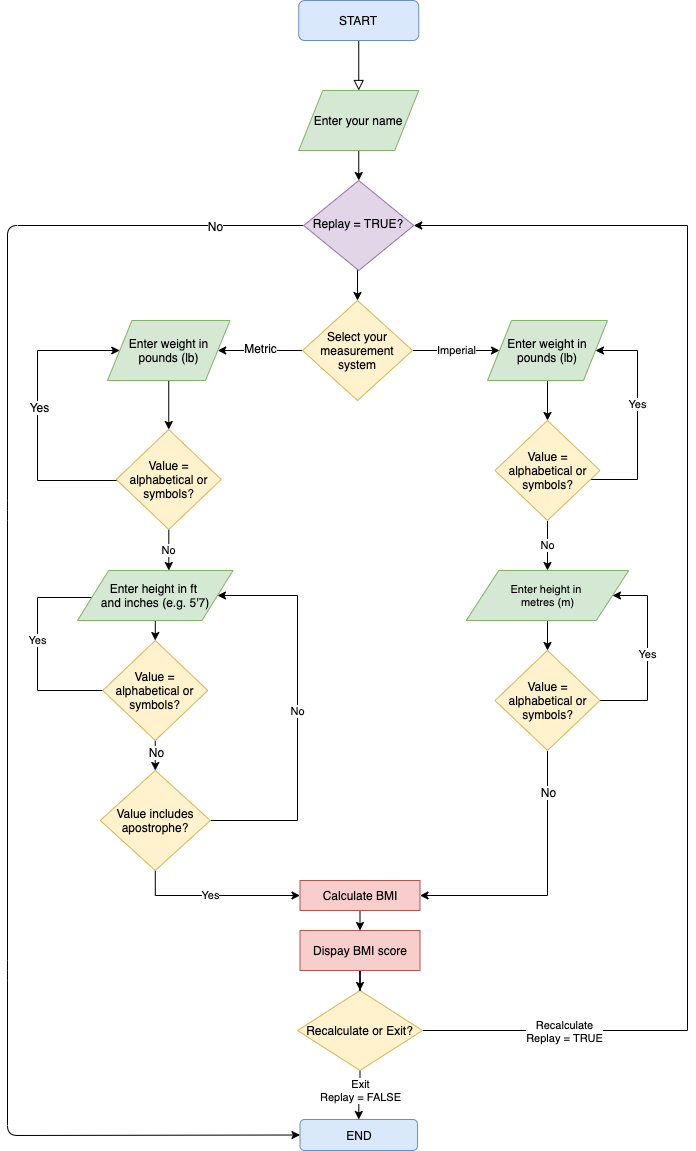 START
Enter your name
No
Replay = TRUE?
Enter weight in
pounds (lb)
Metric
Select your
measurement
system
Imperial
Enter weight in
pounds (lb)
Yes
Yes
Value =
alphabetical or
symbols?
Value =
alphabetical or
symbols?
No
No
Enter height in ft
and inches (e.g. 5'7)
Enter height in
metres (m)
Yes
Yes
Value =
alphabetical or
symbols?
Value =
alphabetical or
symbols?
No
No
No
Value includes
apostrophe?
Yes
Calculate BMI
Dispay BMI score
Recalculate or Exit?
Recalculate
Replay = TRUE
Exit
Replay = FALSE
END